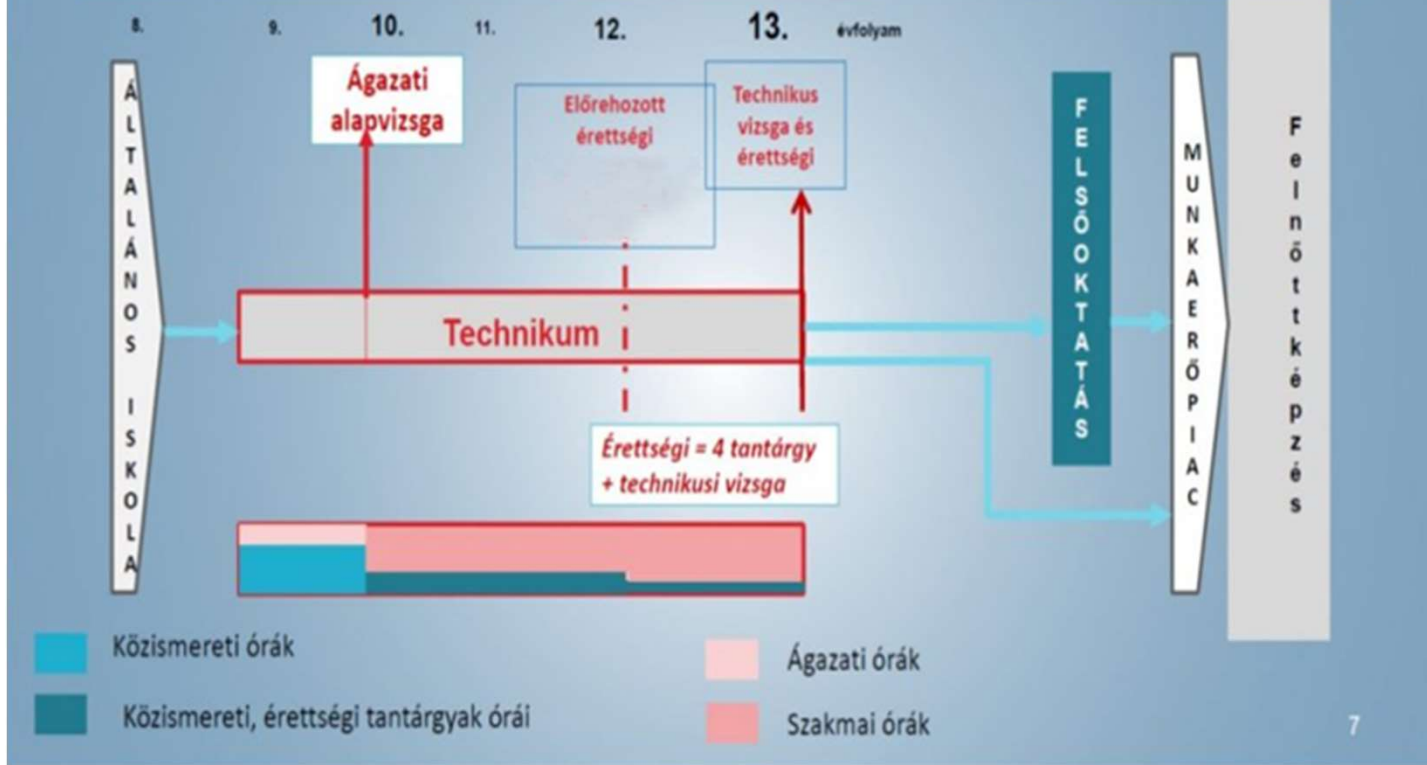 8. 9. 10. 11. 12. 13. évfolyam
ÁLTALÁNOS ISKOLA
Ágazati
alapvizsga
Előrehozott
érettségi
Technikus
vizsga és
érettségi
Technikum
Érettségi = 4 tantárgy
+ technikusi vizsga
FELSŐOKTATÁS
MUNKAERŐPIAC
Felnőttképzés
Közismereti órák
Közismereti, érettségi tantárgyak órái
Ágazati órák
Szakmai órák
7